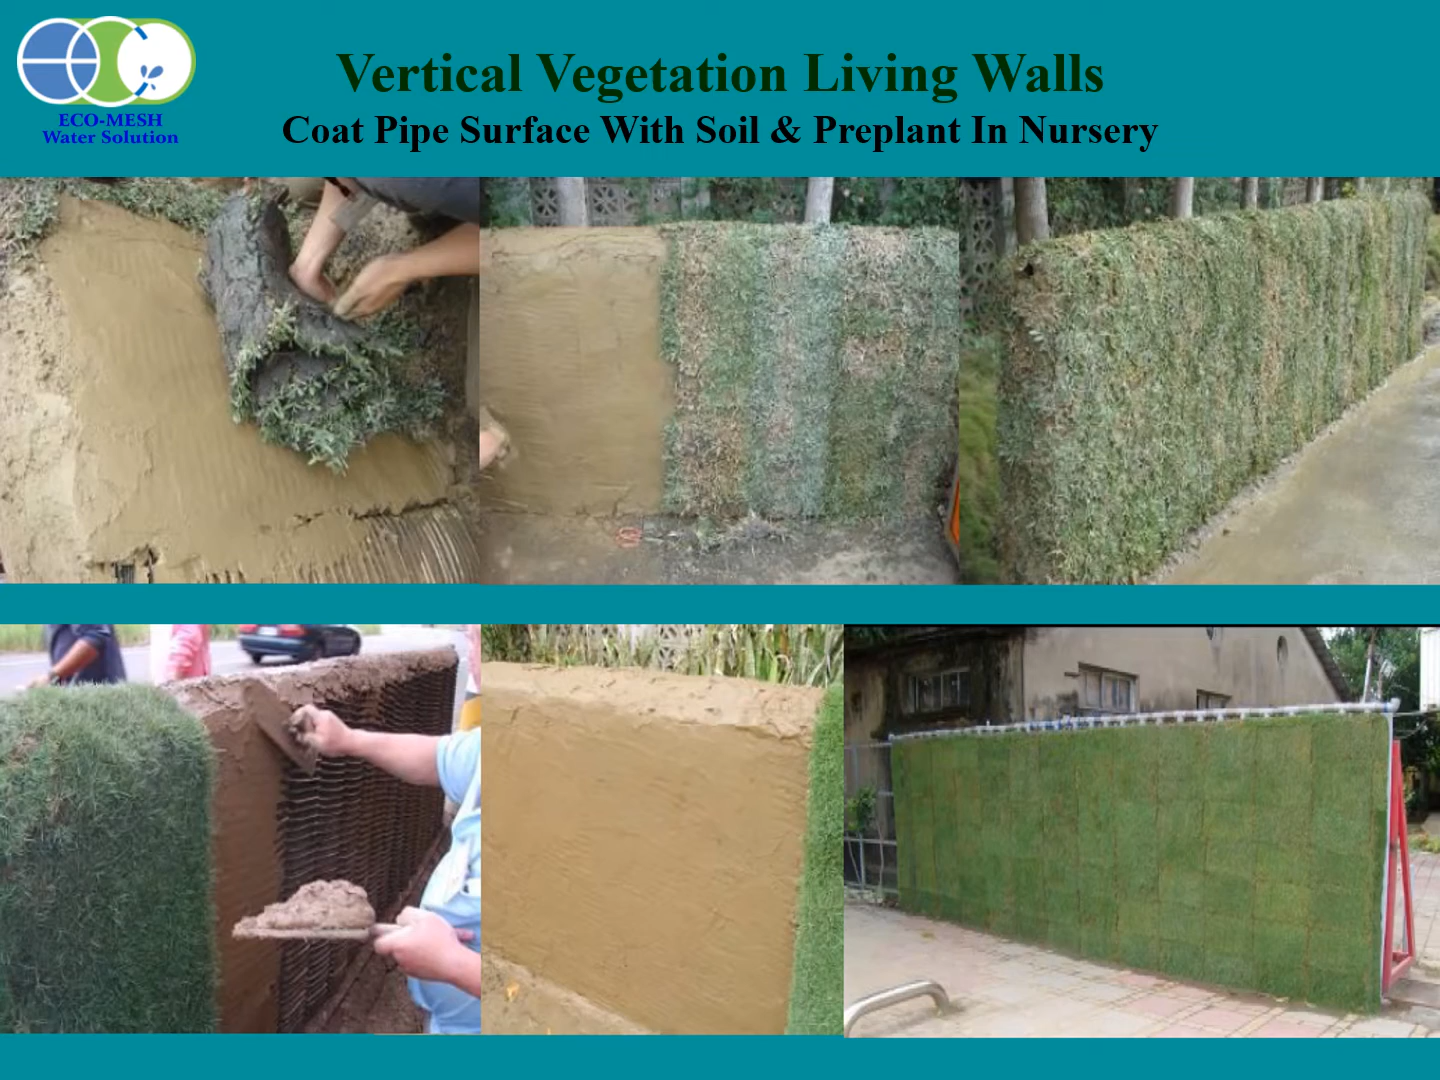 ECO-MESH
Water Solution
Vertical Vegetation Living Walls
Coat Pipe Surface With Soil & Preplant In Nursery